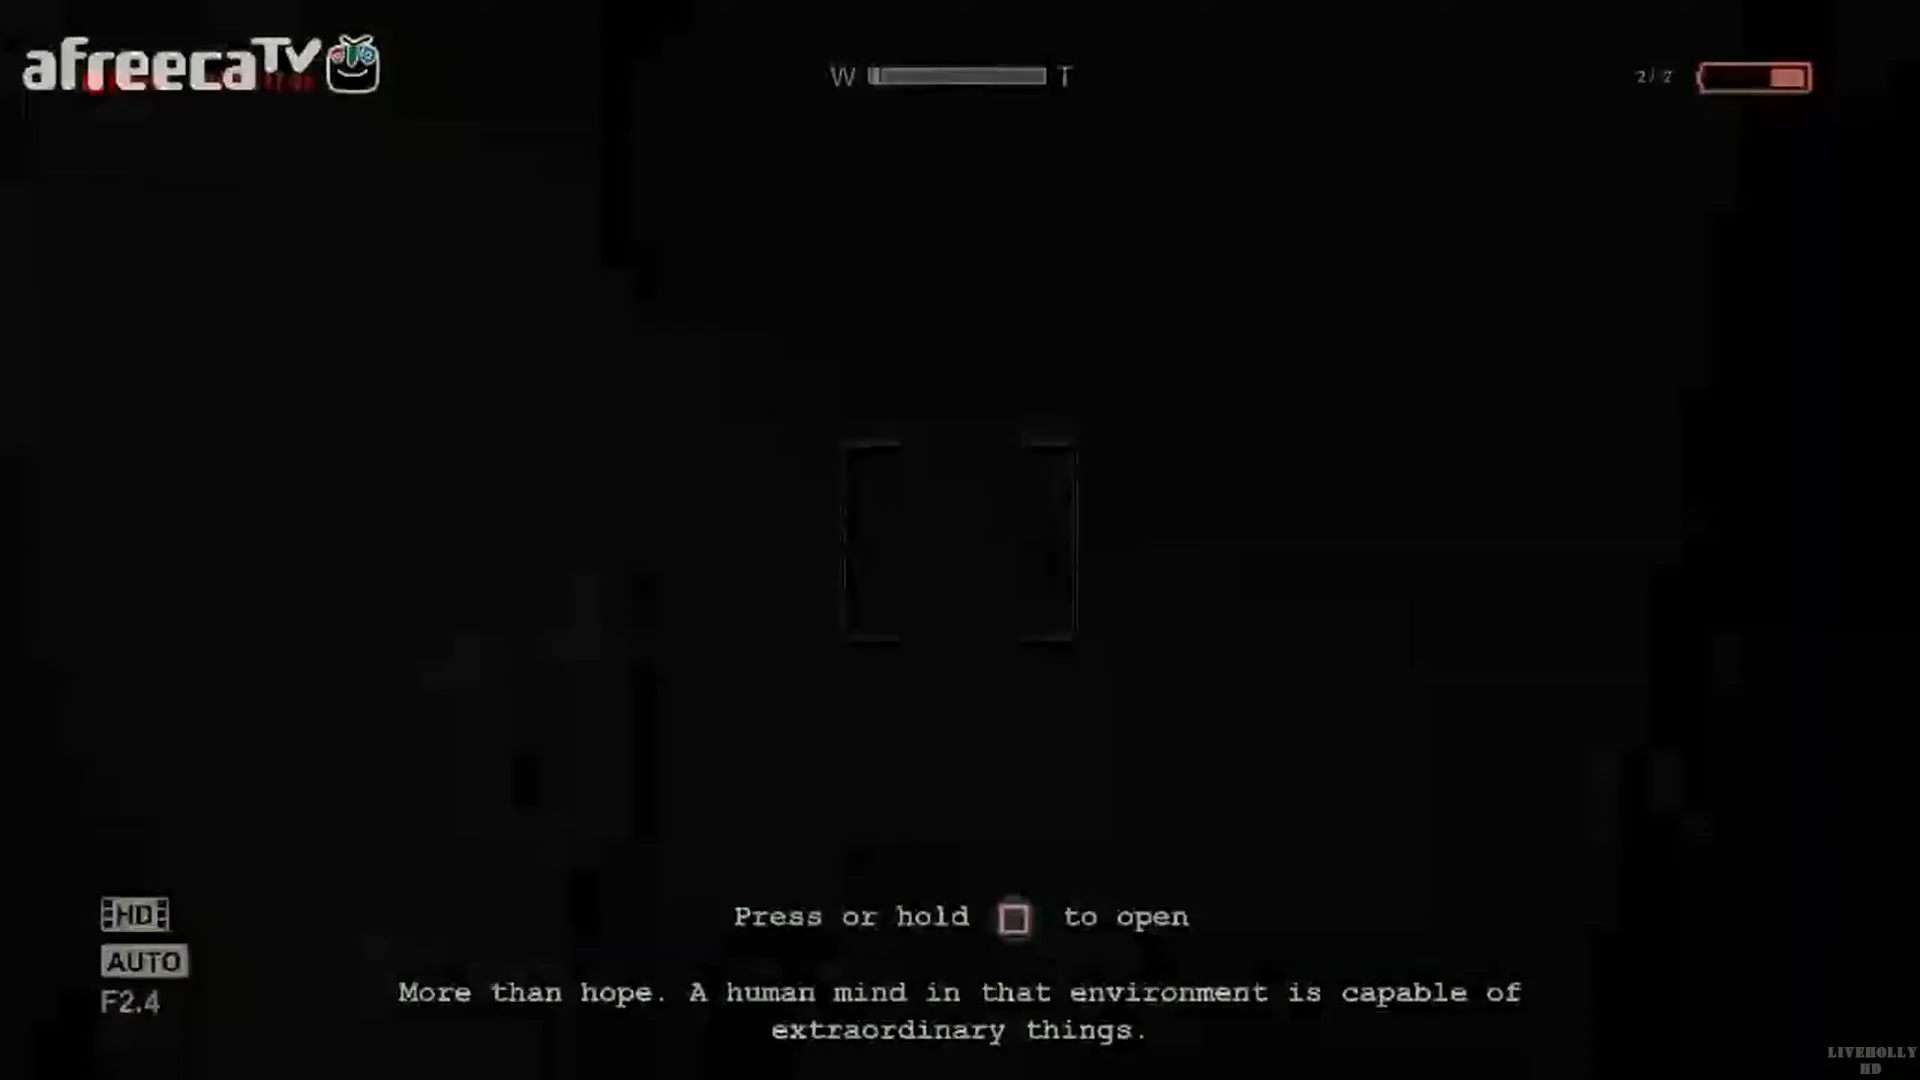 afreecaTV
W T
2/2
HD
AUTO
F2.4
Press or hold to open
More than hope. A human mind in that environment is capable of
extraordinary things.
LIVEHOLLY
HD